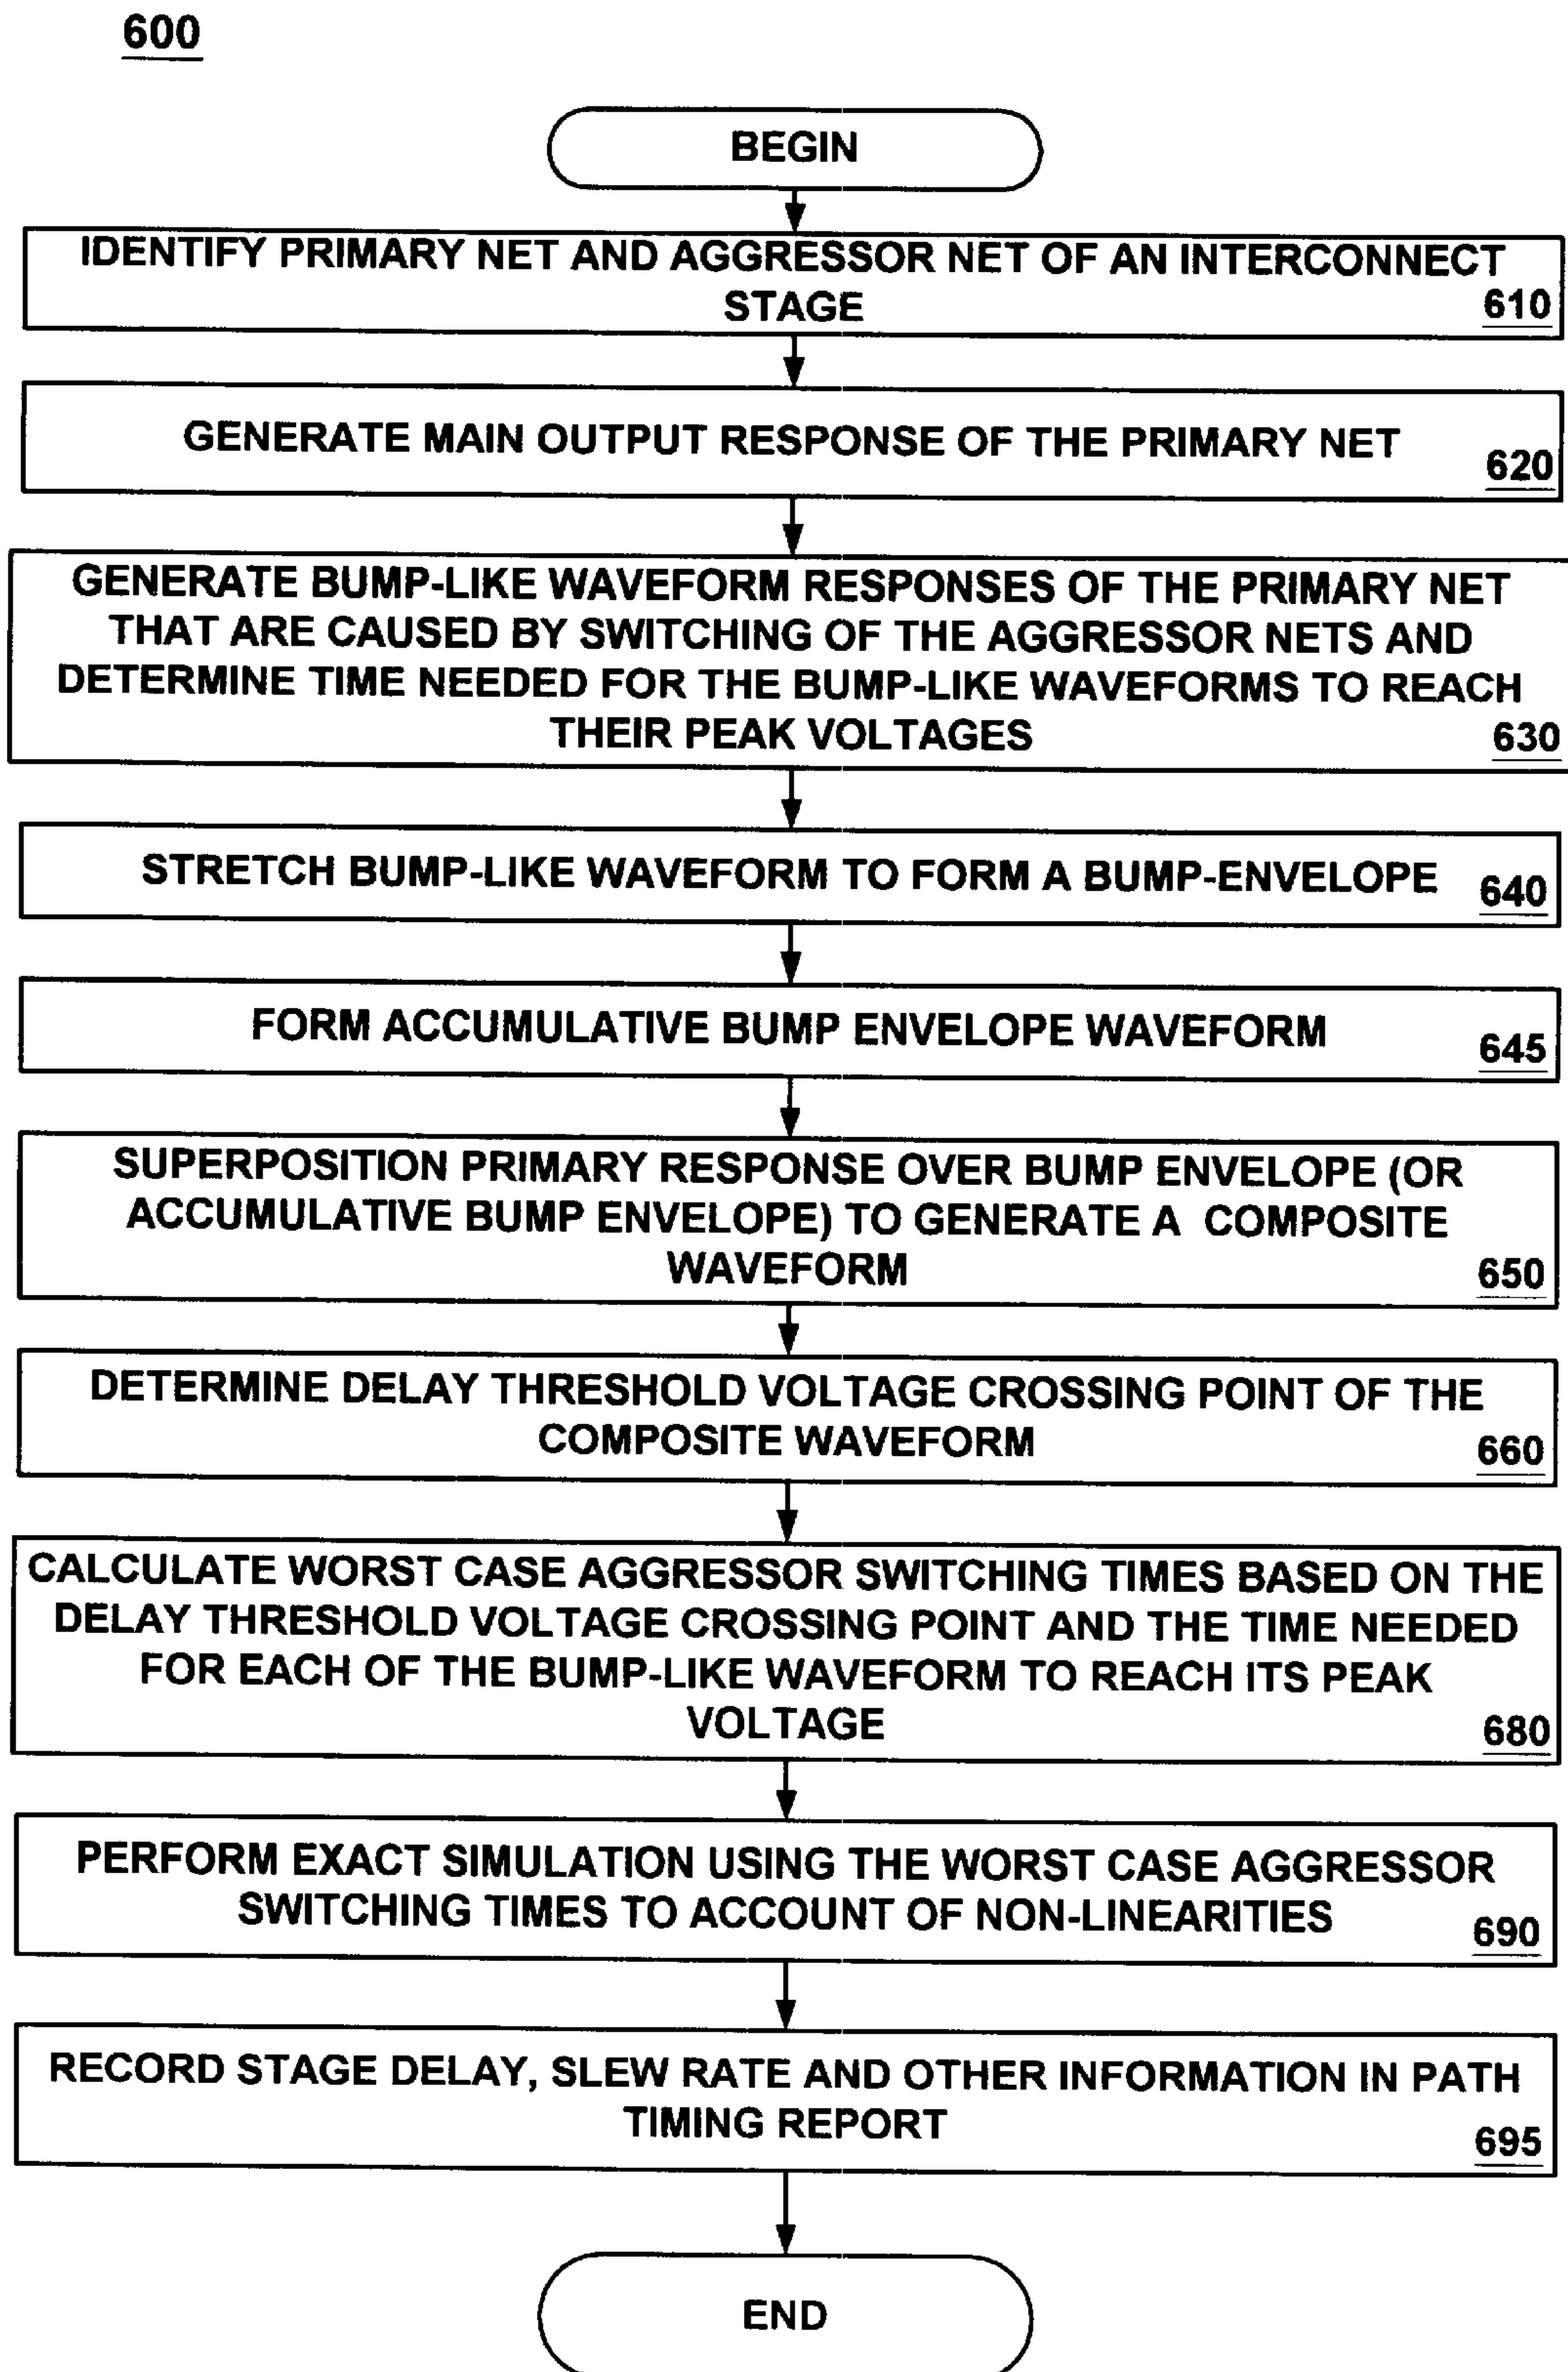 600
BEGIN
IDENTIFY PRIMARY NET AND AGGRESSOR NET OF AN INTERCONNECT
STAGE
610
GENERATE MAIN OUTPUT RESPONSE OF THE PRIMARY NET
620
GENERATE BUMP-LIKE WAVEFORM RESPONSES OF THE PRIMARY NET
THAT ARE CAUSED BY SWITCHING OF THE AGGRESSOR NETS AND
DETERMINE TIME NEEDED FOR THE BUMP-LIKE WAVEFORMS TO REACH
THEIR PEAK VOLTAGES
630
STRETCH BUMP-LIKE WAVEFORM TO FORM A BUMP-ENVELOPE
640
FORM ACCUMULATIVE BUMP ENVELOPE WAVEFORM
645
SUPERPOSITION PRIMARY RESPONSE OVER BUMP ENVELOPE (OR
ACCUMULATIVE BUMP ENVELOPE) TO GENERATE A COMPOSITE
WAVEFORM
650
DETERMINE DELAY THRESHOLD VOLTAGE CROSSING POINT OF THE
COMPOSITE WAVEFORM
660
CALCULATE WORST CASE AGGRESSOR SWITCHING TIMES BASED ON THE
DELAY THRESHOLD VOLTAGE CROSSING POINT AND THE TIME NEEDED
FOR EACH OF THE BUMP-LIKE WAVEFORM TO REACH ITS PEAK
VOLTAGE
680
PERFORM EXACT SIMULATION USING THE WORST CASE AGGRESSOR
SWITCHING TIMES TO ACCOUNT OF NON-LINEARITIES
690
RECORD STAGE DELAY, SLEW RATE AND OTHER INFORMATION IN PATH
TIMING REPORT
695
END